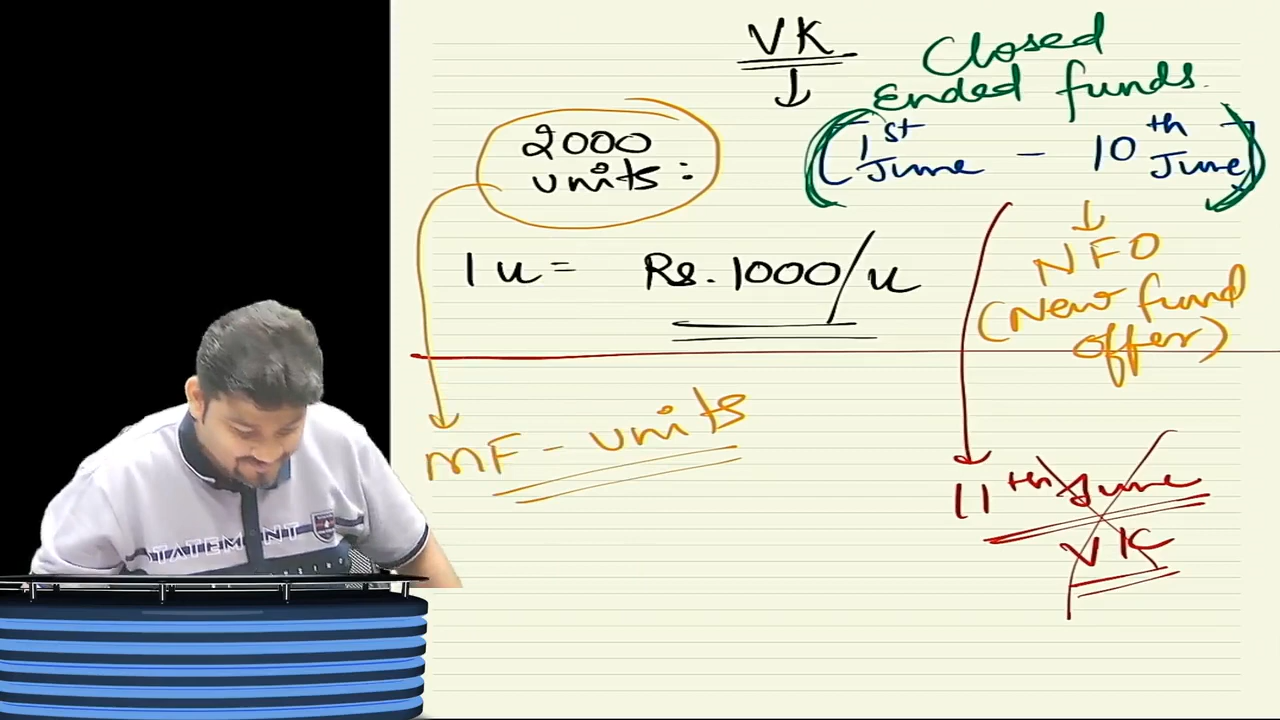 VK
Closed
Ended funds.
2000
units:
[1st June - 10th June]
1 u = Rs. 1000/u
NFO
(New fund
offer)
MF - units
11th June
VK
STATEMENT